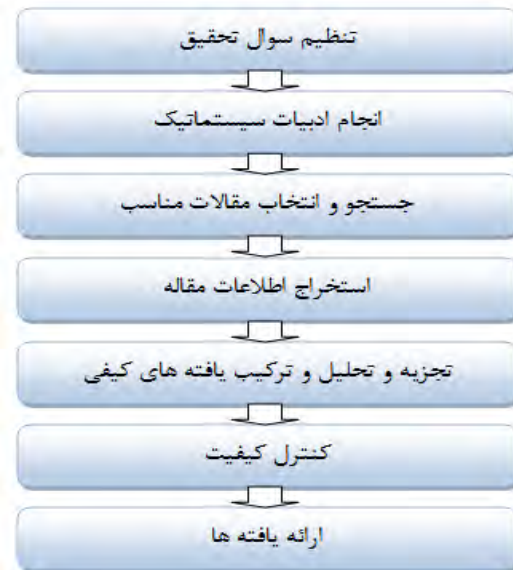 تنظیم سوال تحقیق
انجام ادبیات سیستماتیک
جستجو و انتخاب مقالات مناسب
استخراج اطلاعات مقاله
تجزیه و تحلیل و ترکیب یافته های کیفی
کنترل کیفیت
ارائه یافته ها